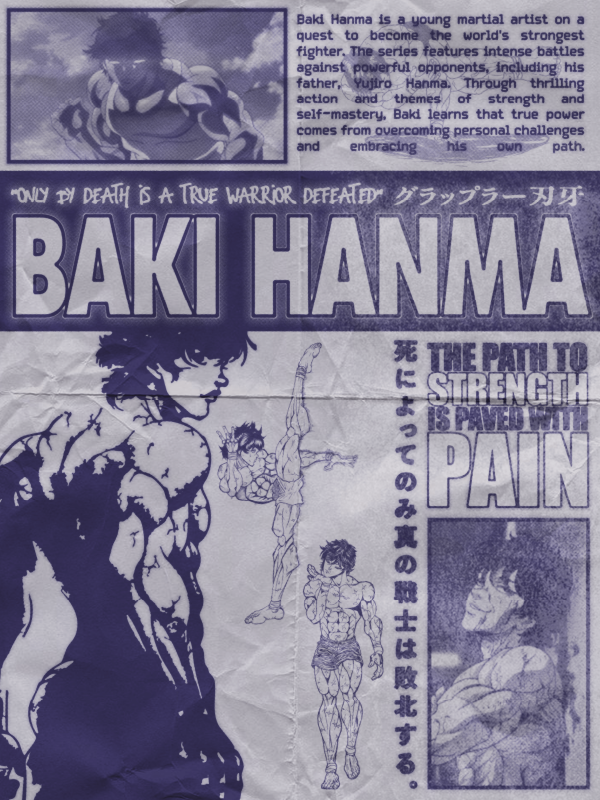 Baki Hanma is a young martial artist on a
quest to become the world's strongest
fighter. The series features intense battles
against powerful opponents, including his
father, Yujiro Hanma. Through thrilling
action and themes of strength and
self-mastery, Baki learns that true power
comes from overcoming personal challenges
and embracing his own path.
"ONLY BY DEATH iS A TRUE WARRiOR DEFEATED" グラップラー刃牙
BAKI HANMA
死によってのみ真の戦士は敗北する。
THE PATH TO
STRENGTH
IS PAVED WITH
PAIN